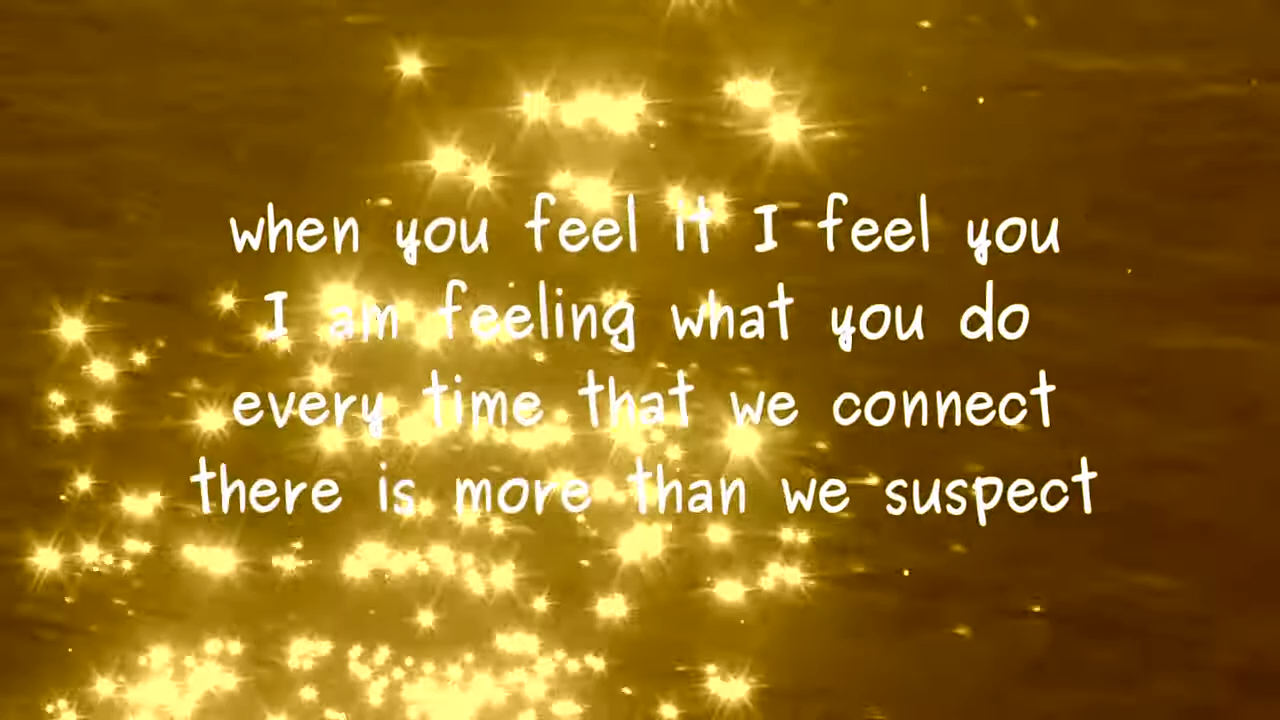 when you feel it I feel you
I am feeling what you do
every time that we connect
there is more than we suspect